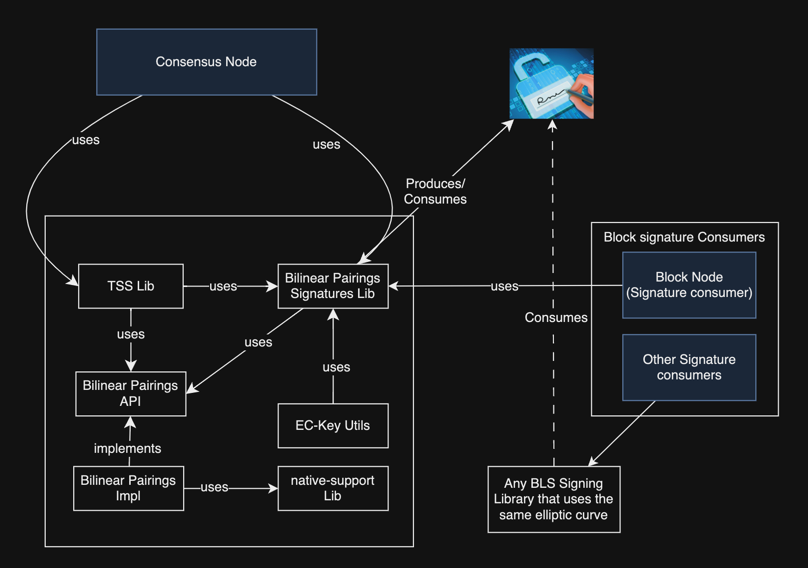 Consensus Node
uses
uses
Produces/
Consumes
Block signature Consumers
TSS Lib
uses
Bilinear Pairings
Signatures Lib
uses
Block Node
(Signature consumer)
uses
uses
Consumes
uses
Other Signature
consumers
Bilinear Pairings
API
EC-Key Utils
implements
Bilinear Pairings
Impl
uses
native-support
Lib
Any BLS Signing
Library that uses the
same elliptic curve